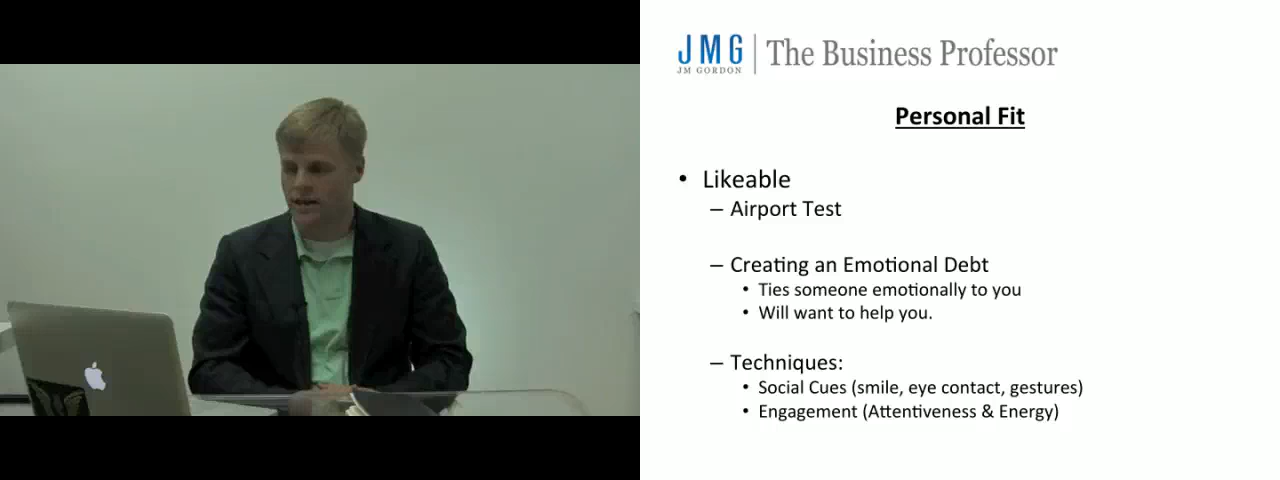 JMG | The Business Professor
JM GORDON
Personal Fit
• Likeable
– Airport Test
– Creating an Emotional Debt
• Ties someone emotionally to you
• Will want to help you.
– Techniques:
• Social Cues (smile, eye contact, gestures)
• Engagement (Attentiveness & Energy)